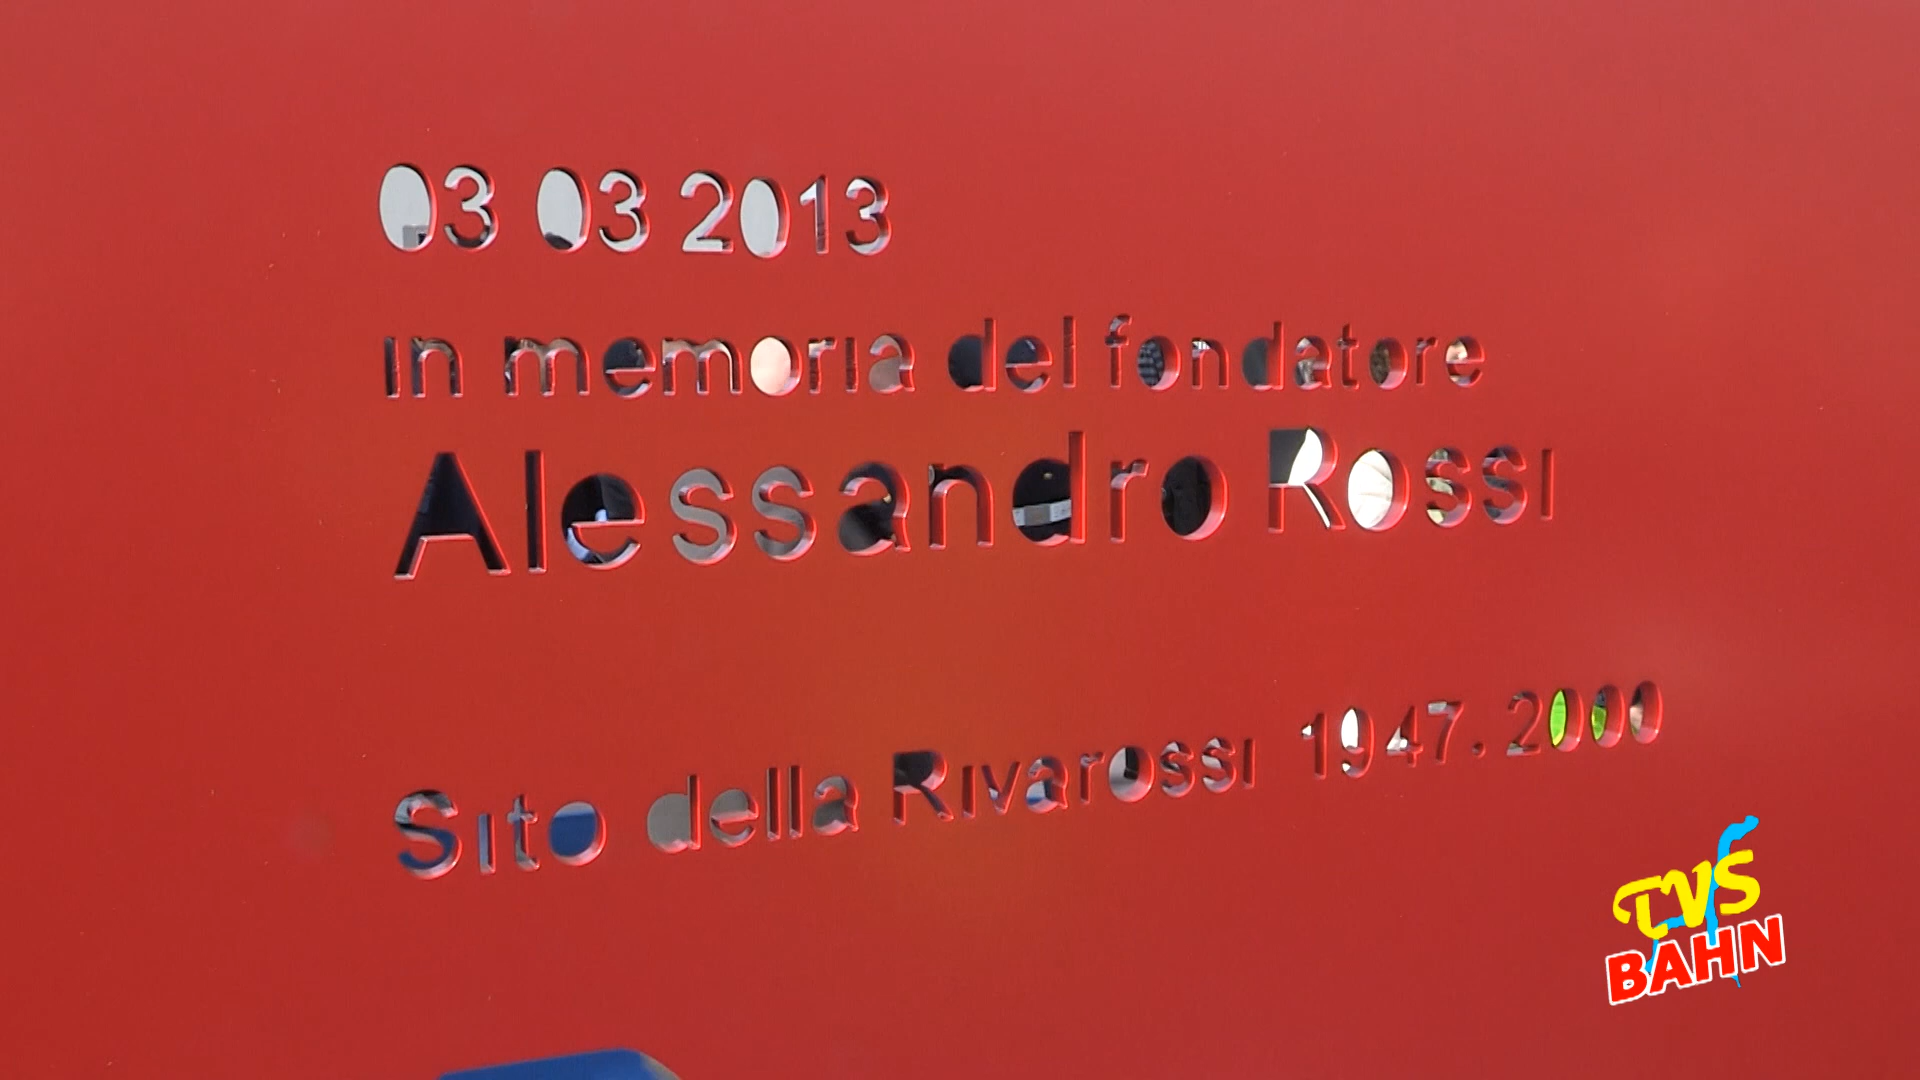 03 03 2013
In memoria del fondatore
Alessandro Rossi
Sito della Rivarossi 1947.2000
TVS
BAHN